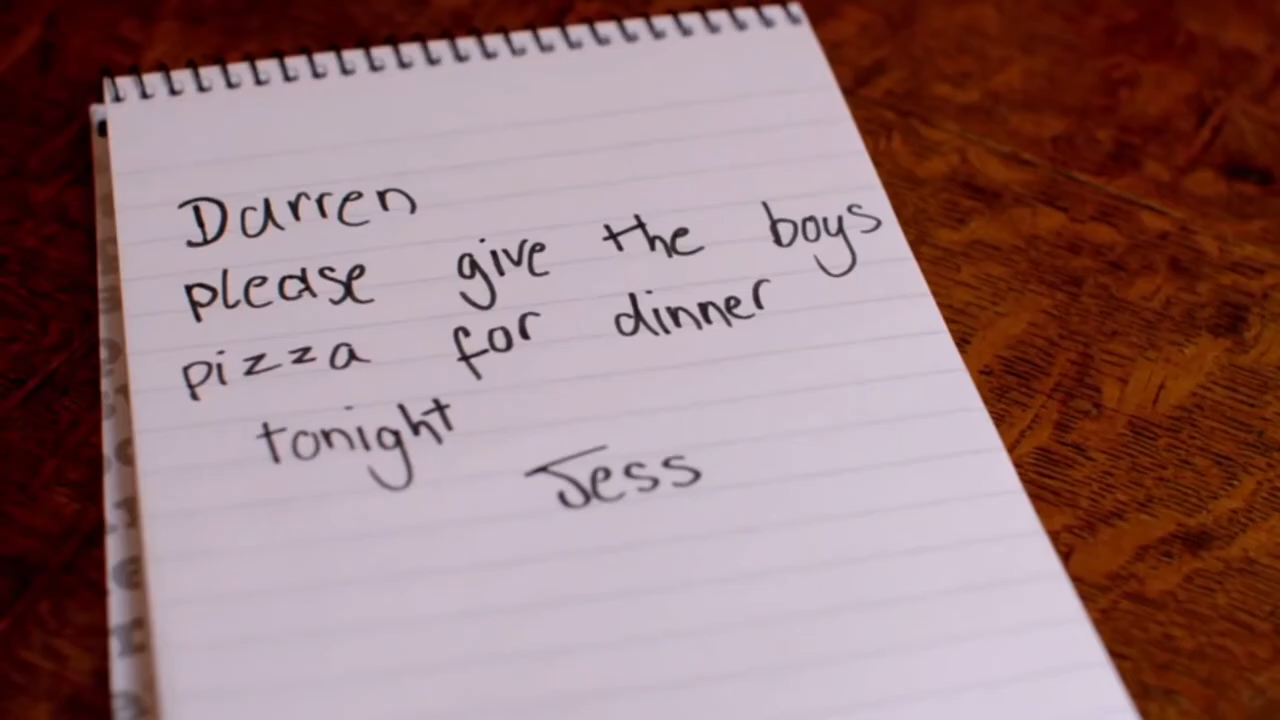 Darren
please give the boys
pizza for dinner
tonight
Jess